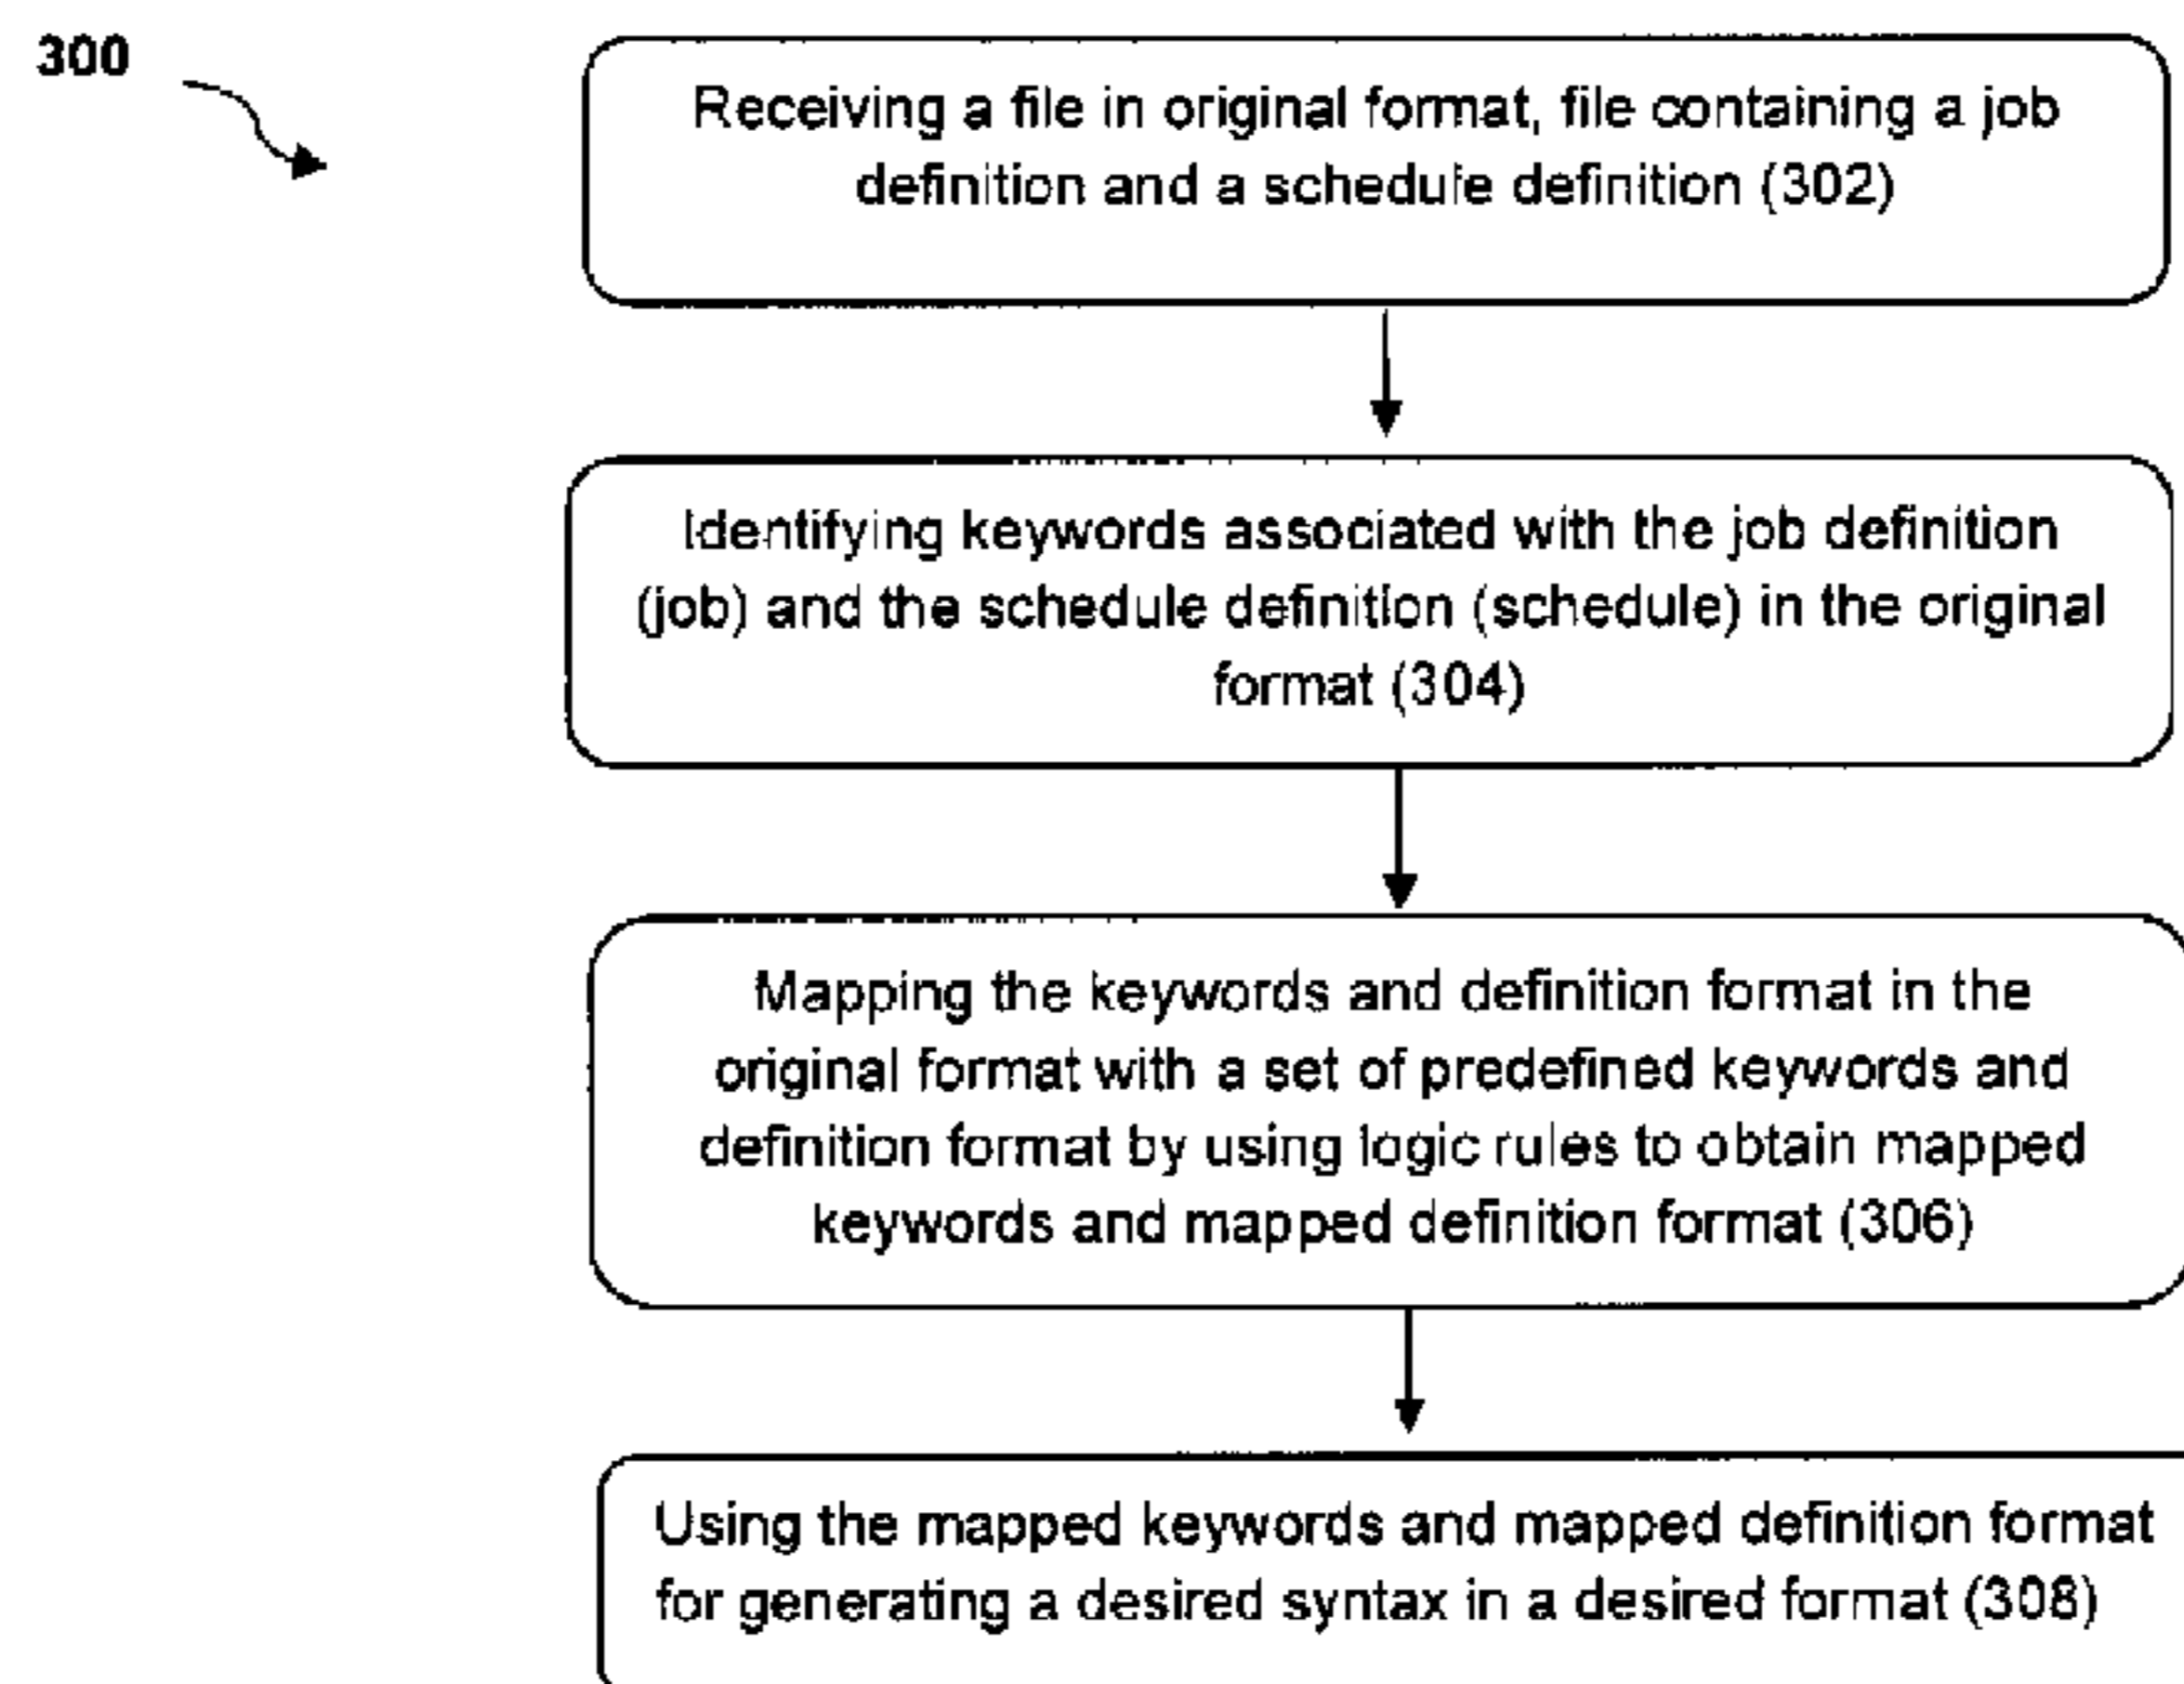 300
Receiving a file in original format, file containing a job
definition and a schedule definition (302)
Identifying keywords associated with the job definition
(job) and the schedule definition (schedule) in the original
format (304)
Mapping the keywords and definition format in the
original format with a set of predefined keywords and
definition format by using logic rules to obtain mapped
keywords and mapped definition format (306)
Using the mapped keywords and mapped definition format
for generating a desired syntax in a desired format (308)